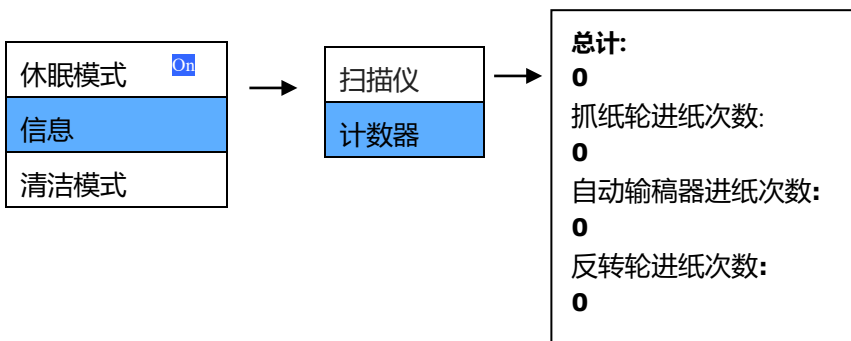 休眠模式 On
信息
清洁模式
扫描仪
计数器
总计:
0
抓纸轮进纸次数:
0
自动输稿器进纸次数:
0
反转轮进纸次数:
0